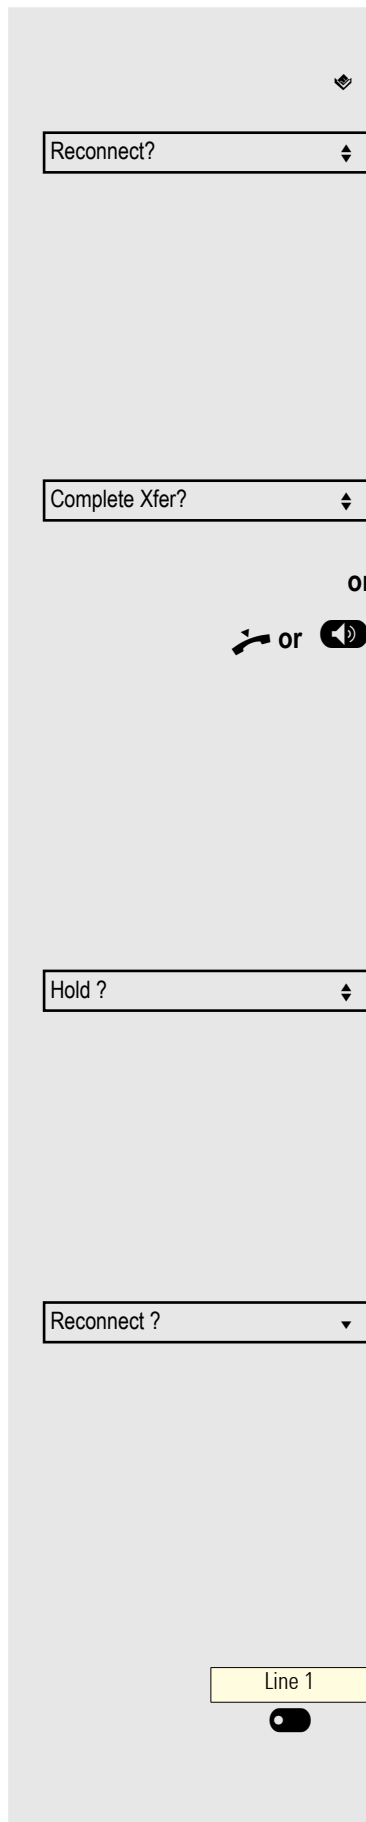 Reconnect?
Complete Xfer?
or
or
Hold ?
Reconnect ?
Line 1